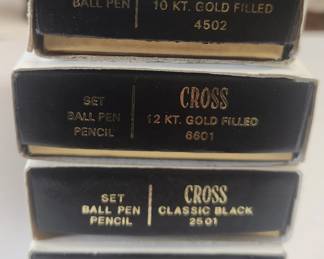 BALL PEN 10 KT. GOLD FILLED
4502
SET CROSS
BALL PEN 12 KT. GOLD FILLED
PENCIL 6601
SET CROSS
BALL PEN CLASSIC BLACK
PENCIL 2501